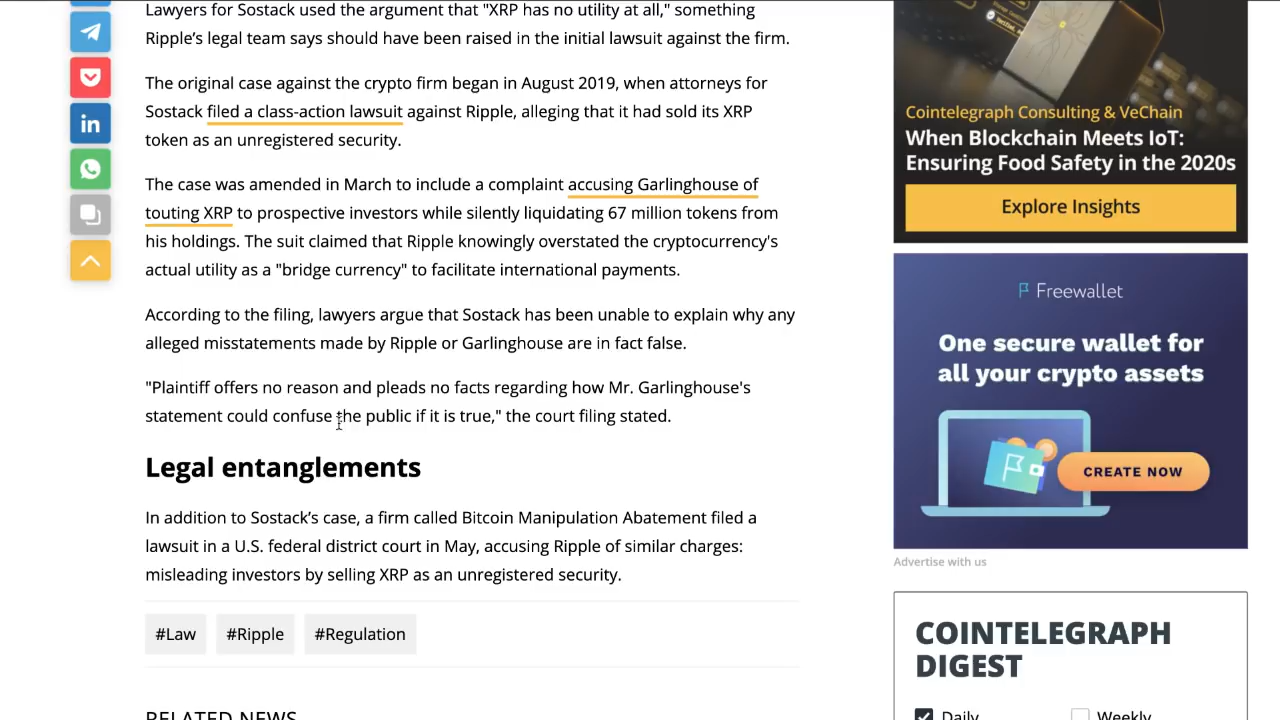 Lawyers for Sostack used the argument that "XRP has no utility at all," something
Ripple’s legal team says should have been raised in the initial lawsuit against the firm.
The original case against the crypto firm began in August 2019, when attorneys for
Sostack filed a class-action lawsuit against Ripple, alleging that it had sold its XRP
token as an unregistered security.
The case was amended in March to include a complaint accusing Garlinghouse of
touting XRP to prospective investors while silently liquidating 67 million tokens from
his holdings. The suit claimed that Ripple knowingly overstated the cryptocurrency's
actual utility as a "bridge currency" to facilitate international payments.
According to the filing, lawyers argue that Sostack has been unable to explain why any
alleged misstatements made by Ripple or Garlinghouse are in fact false.
"Plaintiff offers no reason and pleads no facts regarding how Mr. Garlinghouse's
statement could confuse the public if it is true," the court filing stated.
Legal entanglements
In addition to Sostack’s case, a firm called Bitcoin Manipulation Abatement filed a
lawsuit in a U.S. federal district court in May, accusing Ripple of similar charges:
misleading investors by selling XRP as an unregistered security.
#Law #Ripple #Regulation
RELATED NEWS
in
Cointelegraph Consulting & VeChain
When Blockchain Meets IoT:
Ensuring Food Safety in the 2020s
Explore Insights
Freewallet
One secure wallet for
all your crypto assets
CREATE NOW
Advertise with us
COINTELEGRAPH
DIGEST
Daily Weekly